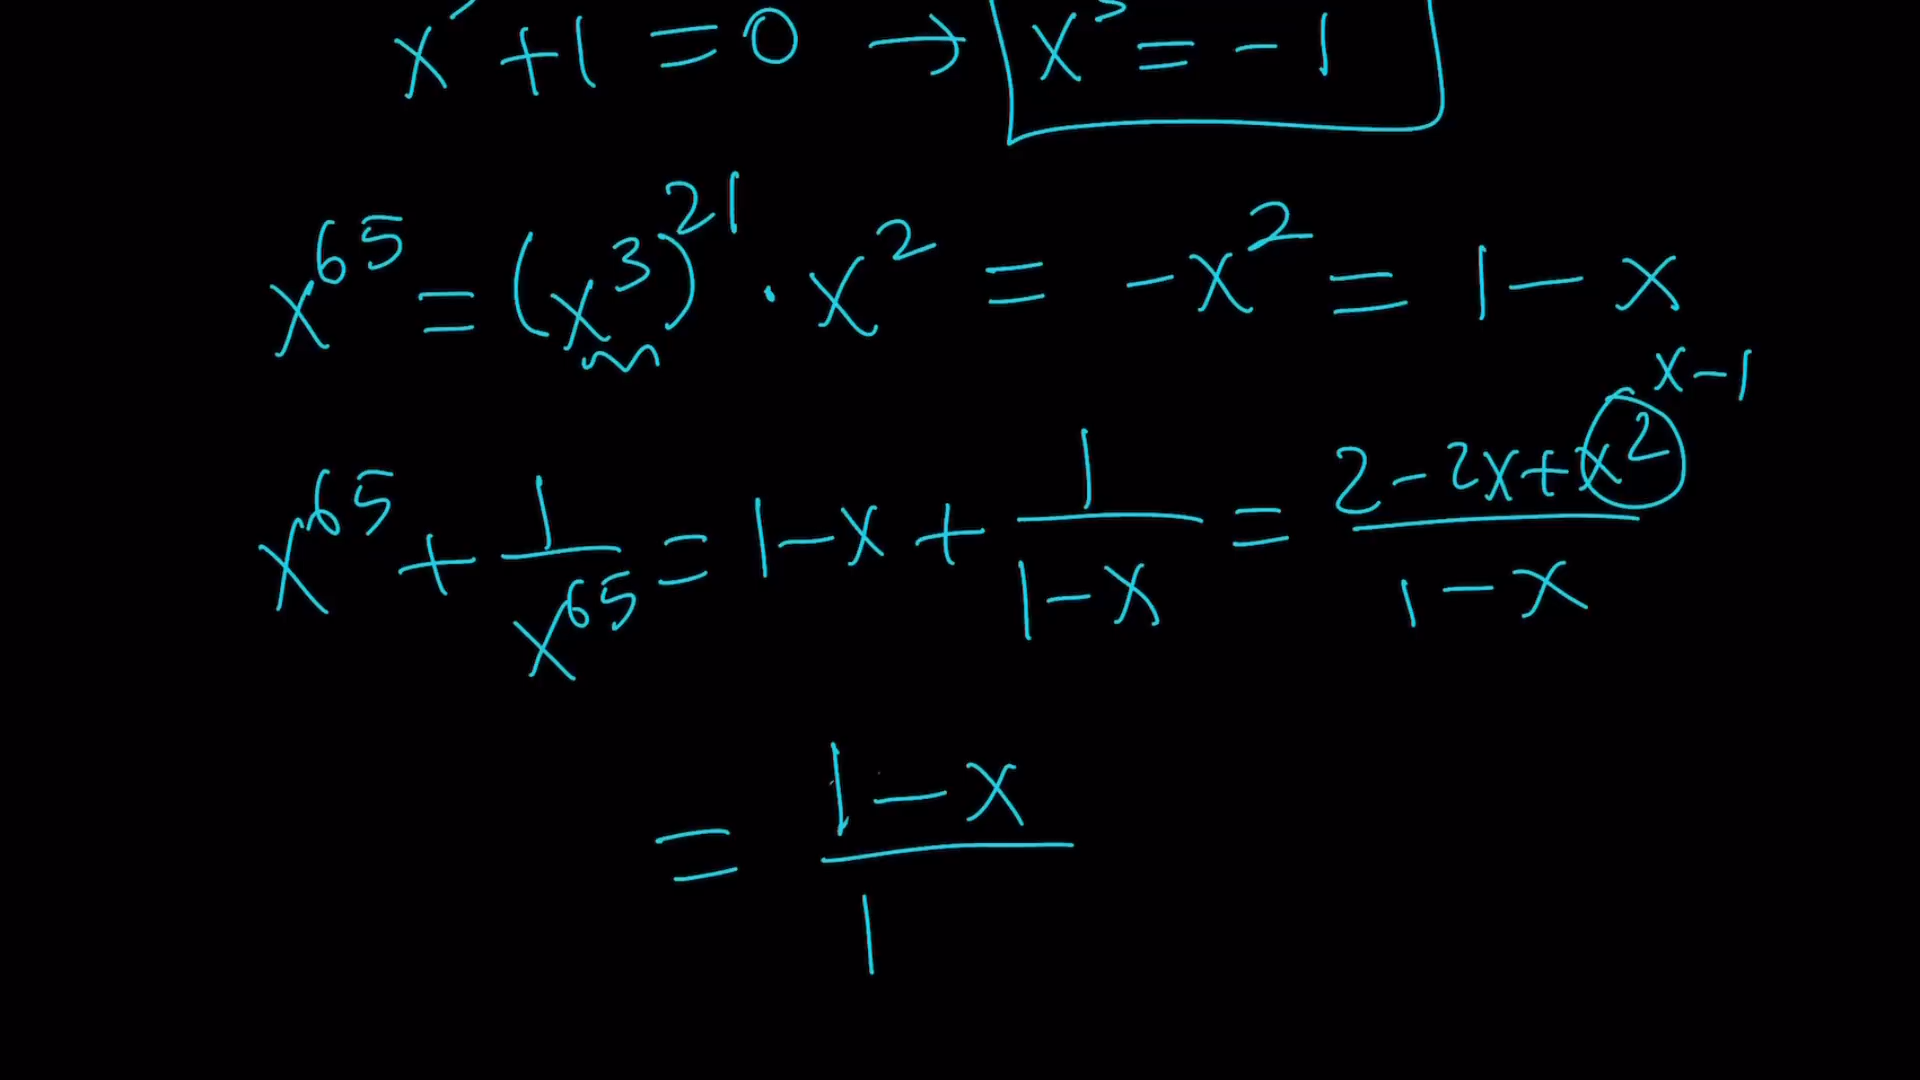 x³ + 1 = 0 → x³ = - 1
x⁶⁵ = (x³)²¹ · x² = -x² = 1 - x
x - 1
x⁶⁵ + 1/x⁶⁵ = 1 - x + 1/(1 - x) = (2 - 2x + x²)/(1 - x)
= (1 - x)/1